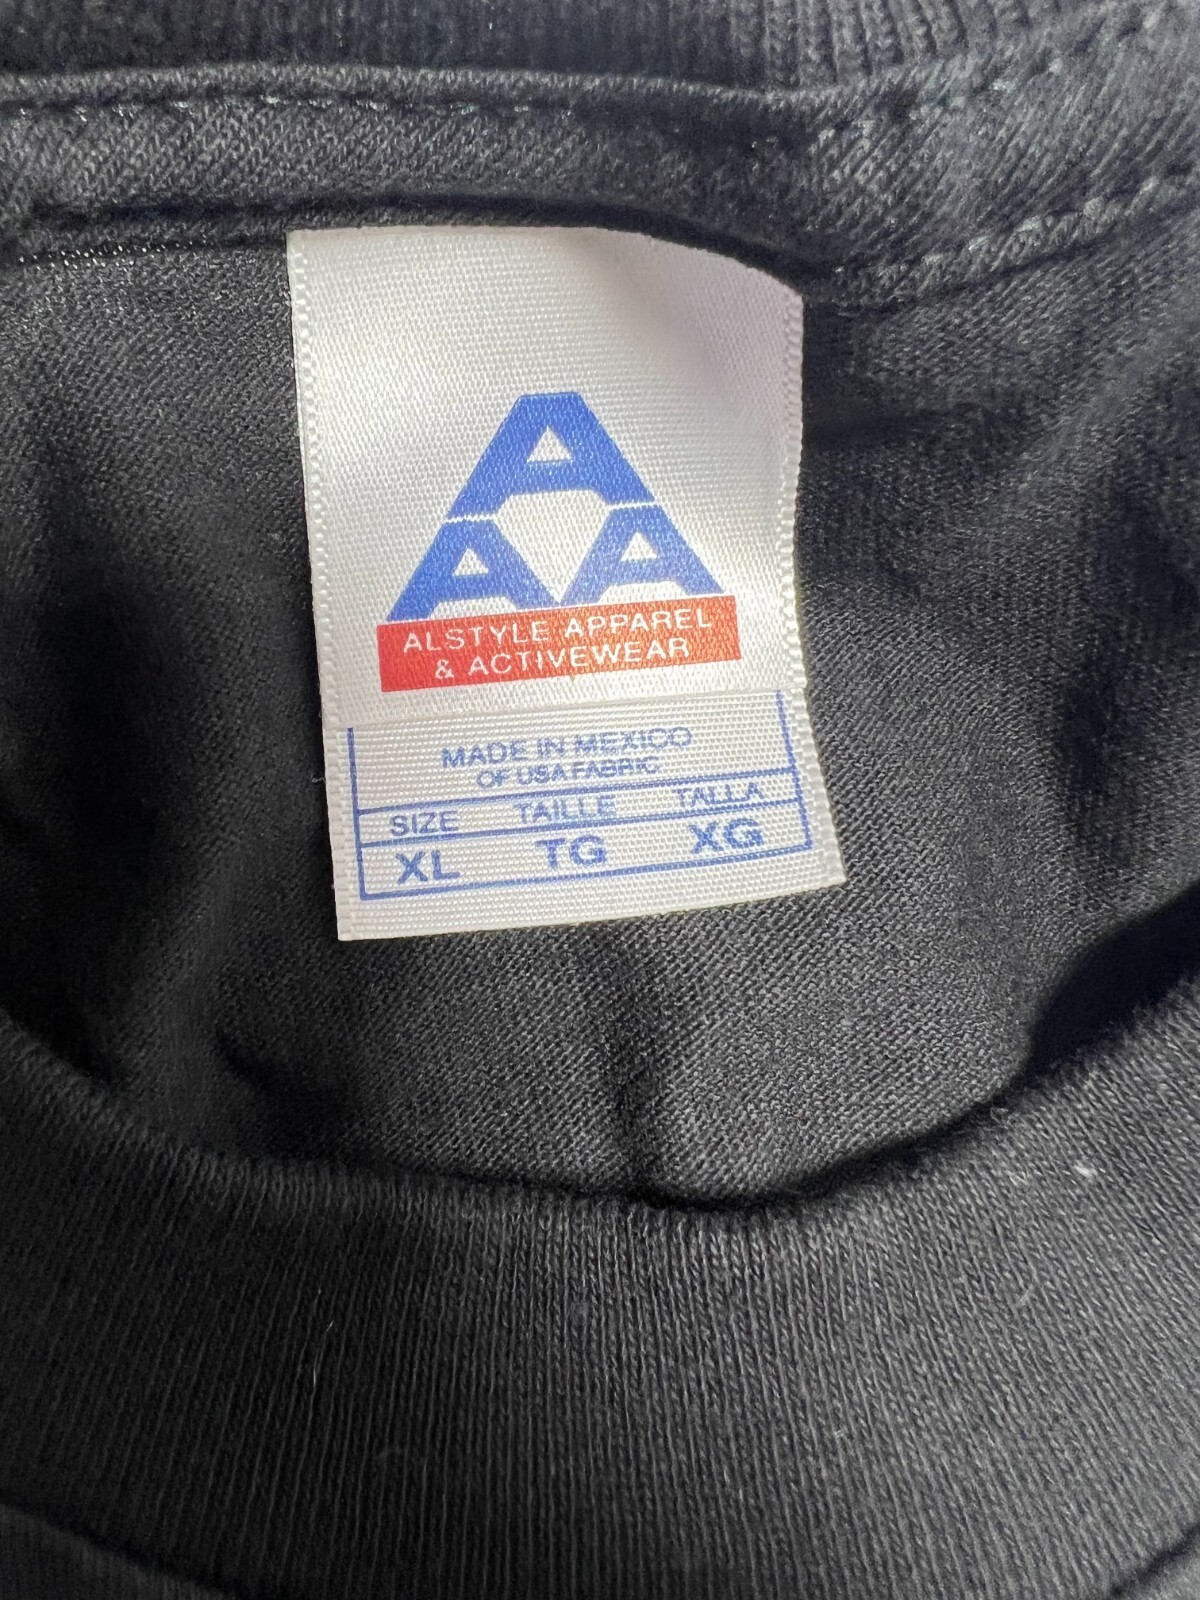 A
AA
ALSTYLE APPAREL
& ACTIVEWEAR
MADE IN MEXICO
OF USA FABRIC
SIZE TAILLE TALLA
XL TG XG